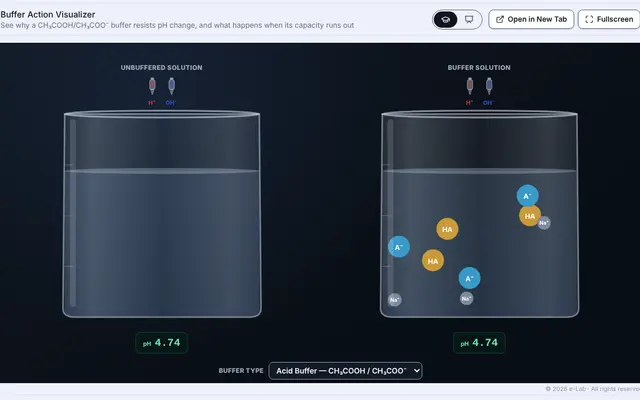 Buffer Action Visualizer
See why a CH₃COOH/CH₃COO⁻ buffer resists pH change, and what happens when its capacity runs out
Open in New Tab
Fullscreen
UNBUFFERED SOLUTION
BUFFER SOLUTION
H⁺ OH⁻
H⁺ OH⁻
A⁻
HA
Na⁺
HA
A⁻
HA
A⁻
Na⁺
Na⁺
pH 4.74
pH 4.74
BUFFER TYPE Acid Buffer — CH₃COOH / CH₃COO⁻
© 2026 e-Lab · All rights reserve